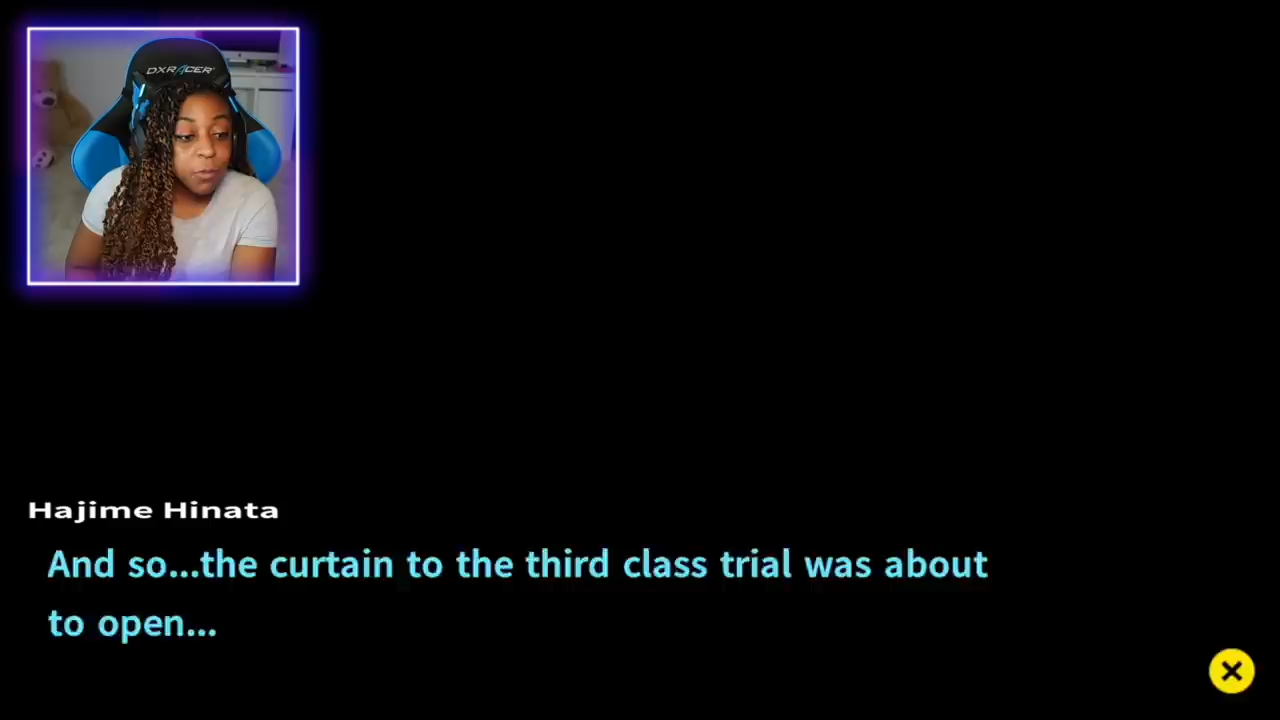 DXRACER
Hajime Hinata
And so...the curtain to the third class trial was about
to open...